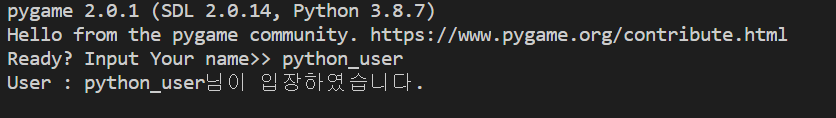 pygame 2.0.1 (SDL 2.0.14, Python 3.8.7)
Hello from the pygame community. https://www.pygame.org/contribute.html
Ready? Input Your name>> python_user
User : python_user님이 입장하였습니다.